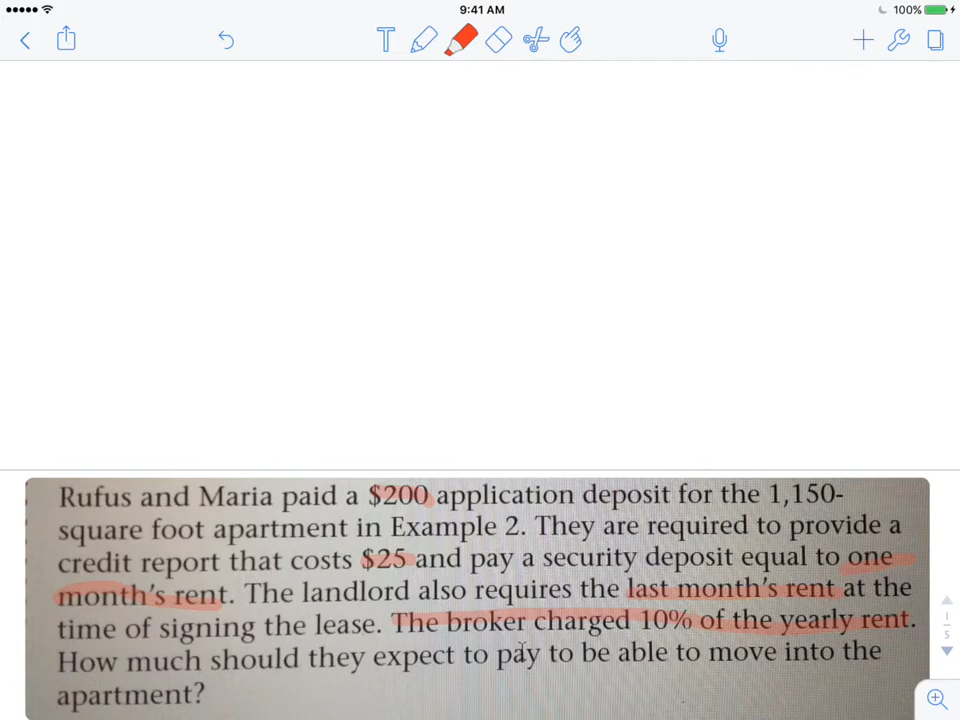 9:41 AM
100%
T
Rufus and Maria paid a $200 application deposit for the 1,150-
square foot apartment in Example 2. They are required to provide a
credit report that costs $25 and pay a security deposit equal to one
month's rent. The landlord also requires the last month's rent at the
time of signing the lease. The broker charged 10% of the yearly rent.
How much should they expect to pay to be able to move into the
apartment?
1
5